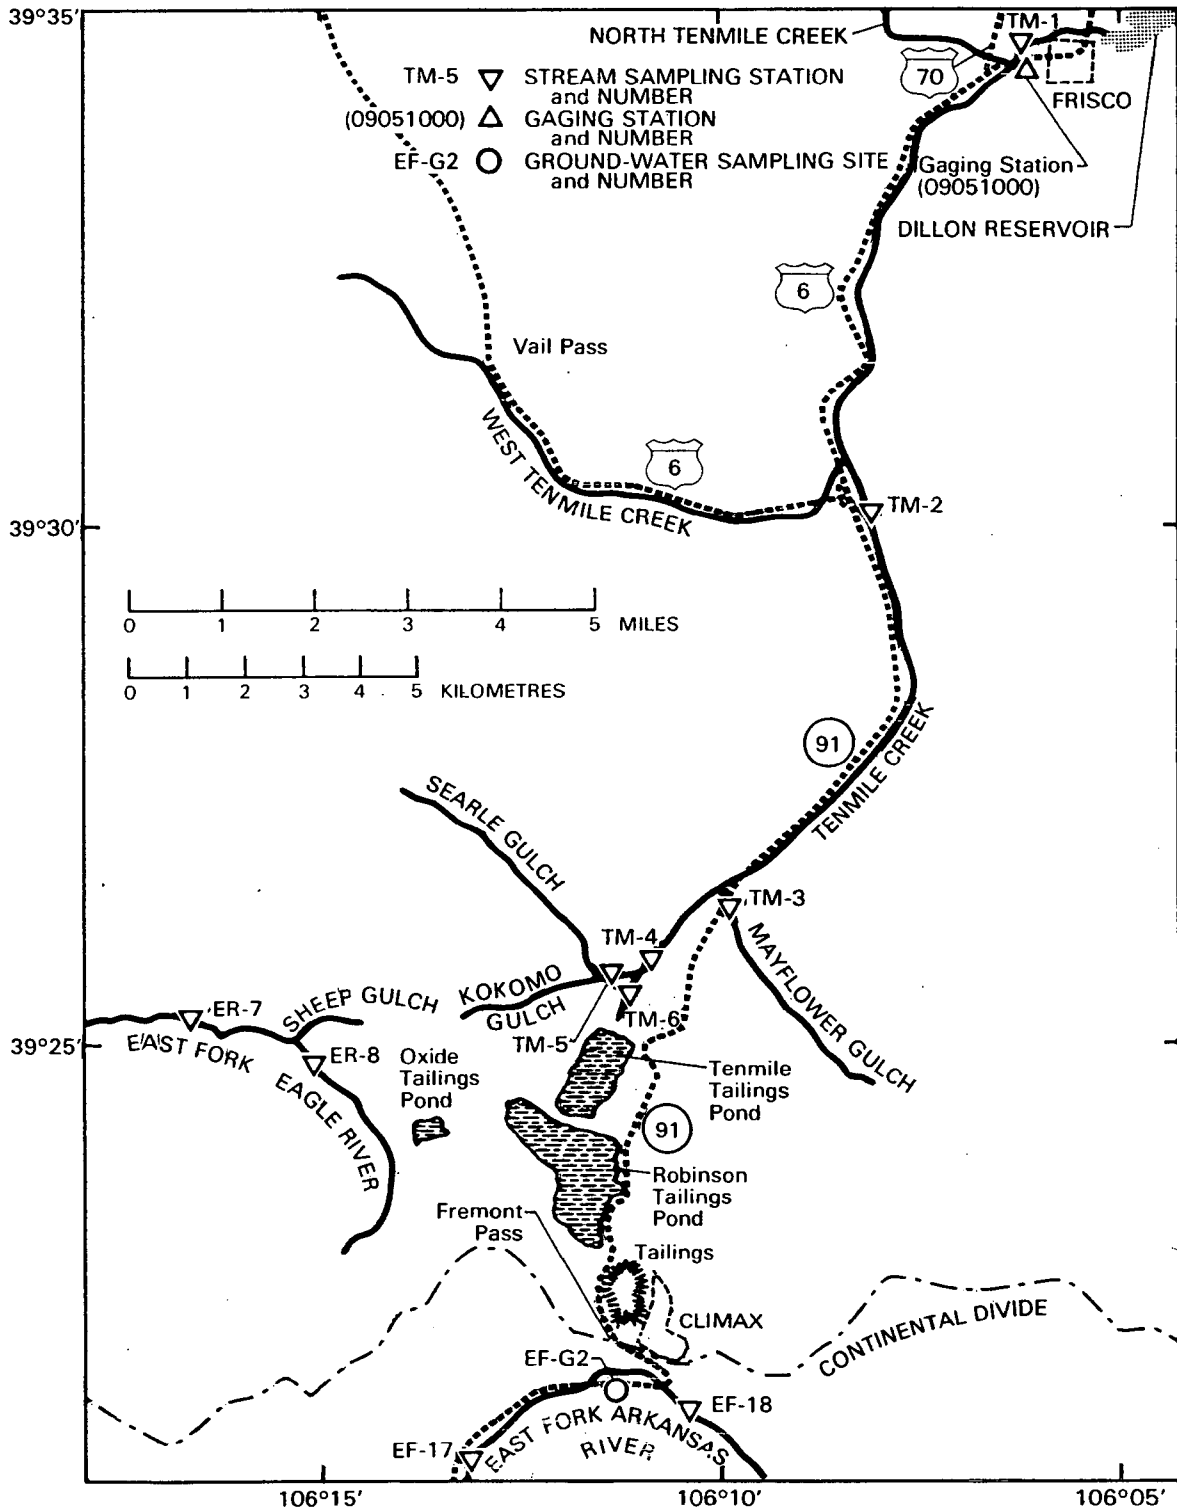 39°35′
NORTH TENMILE CREEK
TM-1
70
FRISCO
TM-5 STREAM SAMPLING STATION
and NUMBER
(09051000) GAGING STATION
and NUMBER
EF-G2 GROUND-WATER SAMPLING SITE
and NUMBER
Gaging Station
(09051000)
DILLON RESERVOIR
6
Vail Pass
WEST TENMILE CREEK
6
TM-2
39°30′
0 1 2 3 4 5 MILES
0 1 2 3 4 5 KILOMETRES
91
TENMILE CREEK
SEARLE GULCH
TM-3
MAYFLOWER GULCH
TM-4
KOKOMO
GULCH
TM-6
TM-5
SHEEP GULCH
ER-7
39°25′
EAST FORK
EAGLE RIVER
ER-8
Oxide
Tailings
Pond
Tenmile
Tailings
Pond
91
Robinson
Tailings
Pond
Fremont
Pass
Tailings
CLIMAX
CONTINENTAL DIVIDE
EF-G2
EF-18
EF-17
EAST FORK ARKANSAS
RIVER
106°15′
106°10′
106°05′